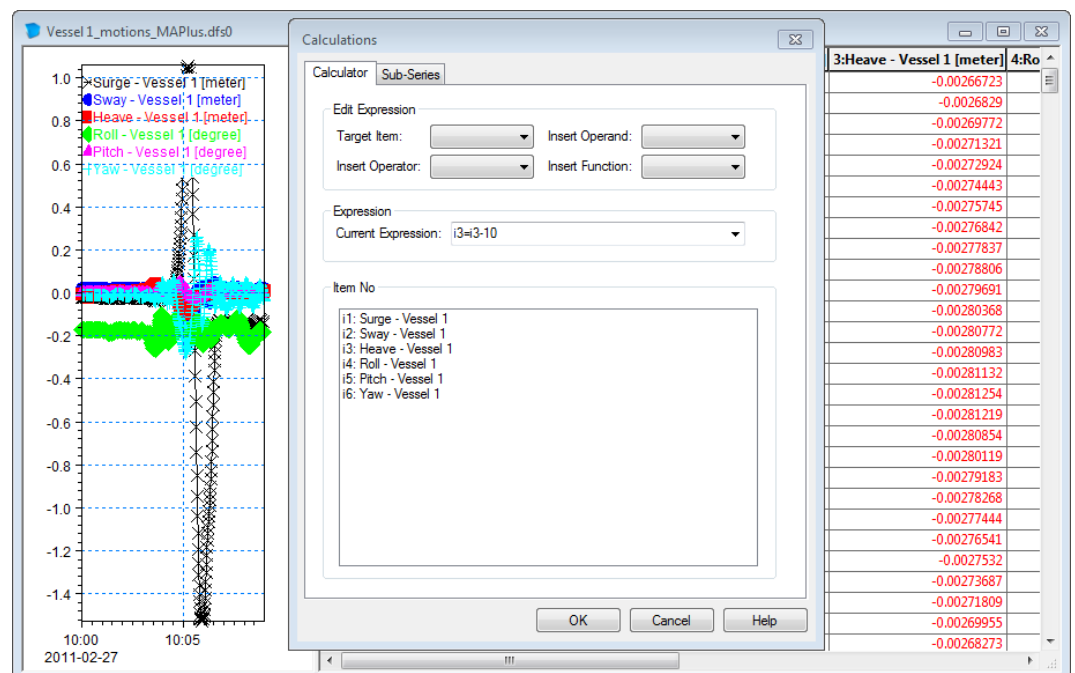 Vessel 1_motions_MAPlus.dfs0
1.0
0.8
0.6
0.4
0.2
0.0
-0.2
-0.4
-0.6
-0.8
-1.0
-1.2
-1.4
Surge - Vessel 1 [meter]
Sway - Vessel 1 [meter]
Heave - Vessel 1 [meter]
Roll - Vessel 1 [degree]
Pitch - Vessel 1 [degree]
Yaw - Vessel 1 [degree]
10:00 10:05
2011-02-27
Calculations
Calculator Sub-Series
Edit Expression
Target Item: Insert Operand:
Insert Operator: Insert Function:
Expression
Current Expression: i3=i3-10
Item No
i1: Surge - Vessel 1
i2: Sway - Vessel 1
i3: Heave - Vessel 1
i4: Roll - Vessel 1
i5: Pitch - Vessel 1
i6: Yaw - Vessel 1
OK Cancel Help
3:Heave - Vessel 1 [meter] 4:Ro
-0.00266723
-0.0026829
-0.00269772
-0.00271321
-0.00272924
-0.00274443
-0.00275745
-0.00276842
-0.00277837
-0.00278806
-0.00279691
-0.00280368
-0.00280772
-0.00280983
-0.00281132
-0.00281254
-0.00281219
-0.00280854
-0.00280119
-0.00279183
-0.00278268
-0.00277444
-0.00276541
-0.0027532
-0.00273687
-0.00271809
-0.00269955
-0.00268273